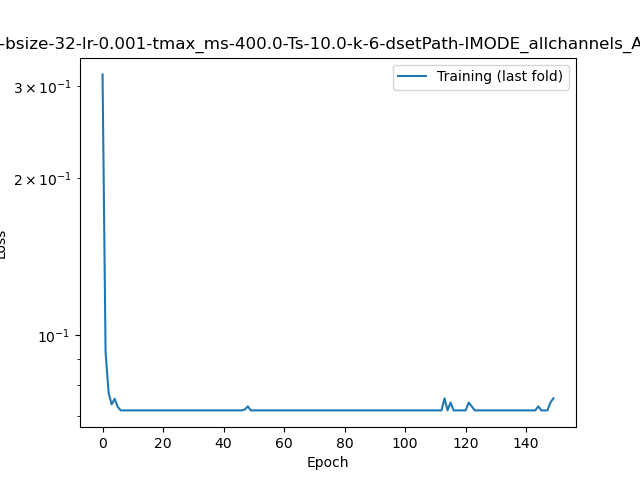 -bsize-32-lr-0.001-tmax_ms-400.0-Ts-10.0-k-6-dsetPath-IMODE_allchannels_A
Training (last fold)
3 × 10⁻¹
2 × 10⁻¹
10⁻¹
Loss
0 20 40 60 80 100 120 140
Epoch